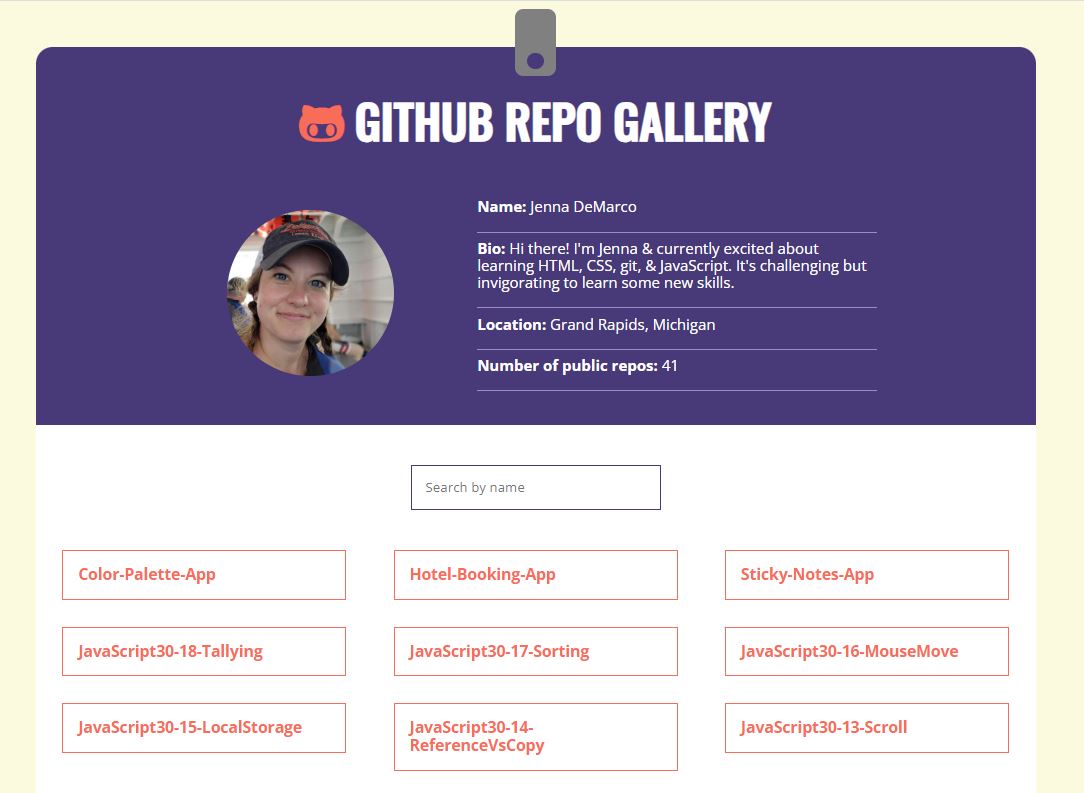 GITHUB REPO GALLERY
Name: Jenna DeMarco
Bio: Hi there! I'm Jenna & currently excited about
learning HTML, CSS, git, & JavaScript. It's challenging but
invigorating to learn some new skills.
Location: Grand Rapids, Michigan
Number of public repos: 41
Search by name
Color-Palette-App
Hotel-Booking-App
Sticky-Notes-App
JavaScript30-18-Tallying
JavaScript30-17-Sorting
JavaScript30-16-MouseMove
JavaScript30-15-LocalStorage
JavaScript30-14-
ReferenceVsCopy
JavaScript30-13-Scroll